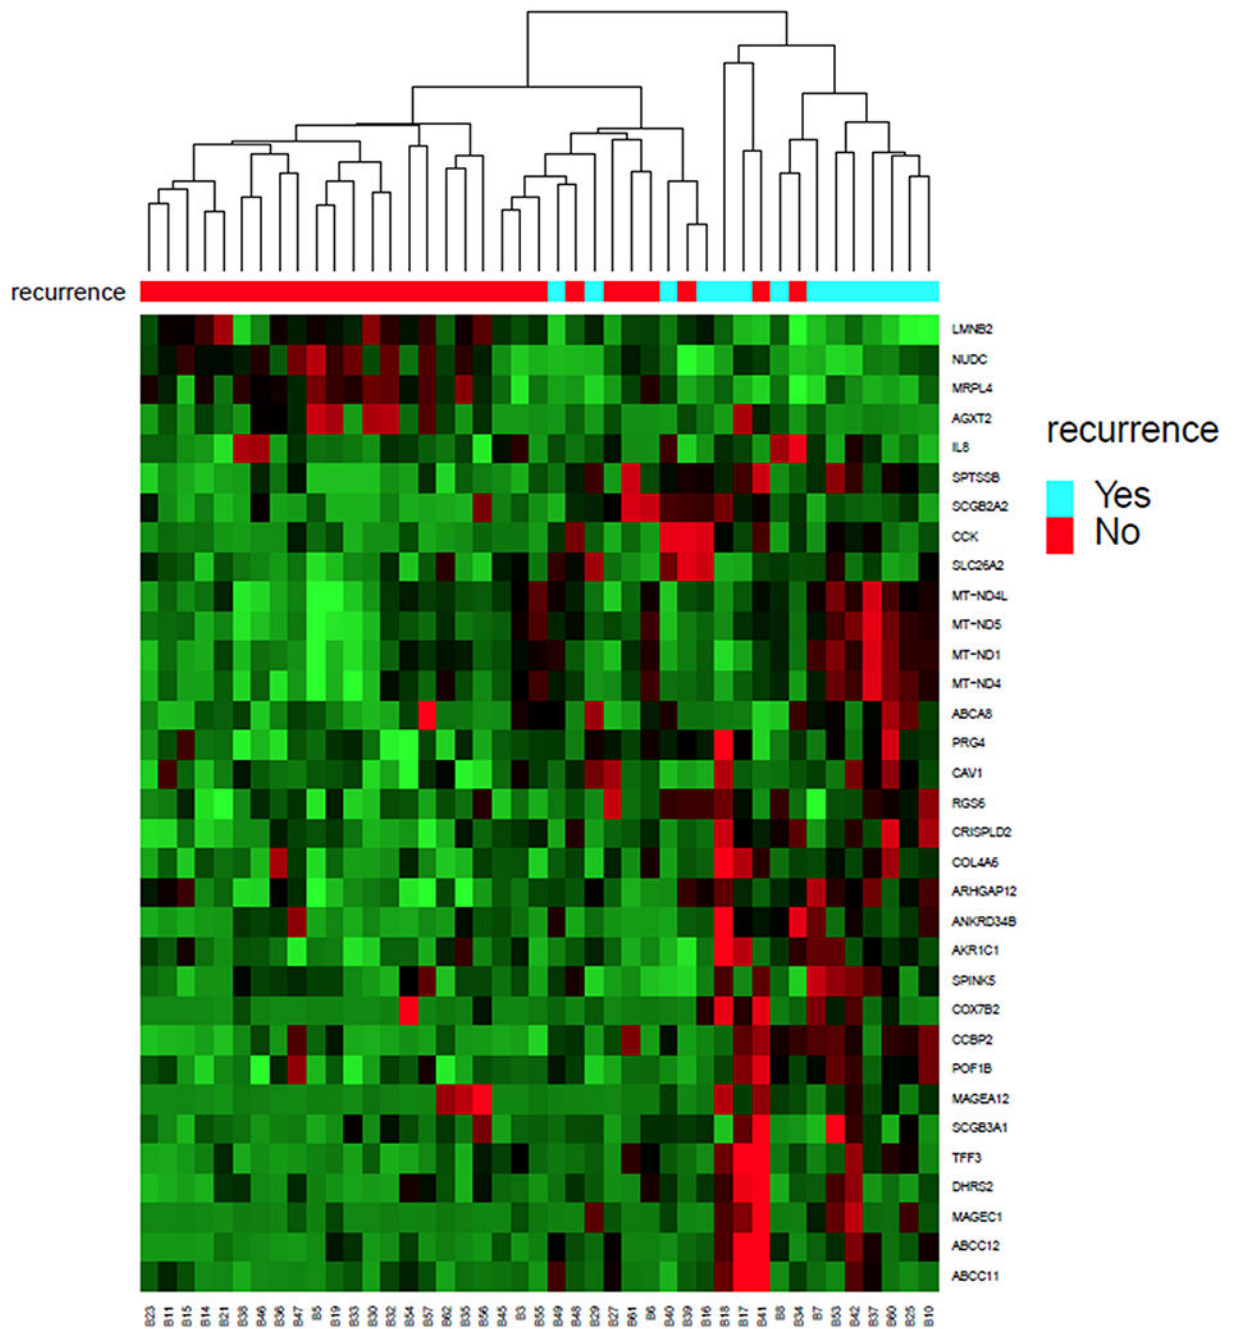 recurrence
LMNB2
NUDC
MRPL4
AGXT2
IL8
SPTSSB
SCGB2A2
CCK
SLC26A2
MT-ND4L
MT-ND5
MT-ND1
MT-ND4
ABCA8
PRG4
CAV1
RGS6
CRISPLD2
COL4A6
ARHGAP12
ANKRD34B
AKR1C1
SPINK5
COX7B2
CCBP2
POF1B
MAGEA12
SCGB3A1
TFF3
DHRS2
MAGEC1
ABCC12
ABCC11
recurrence
Yes
No
B23 B11 B15 B14 B21 B38 B46 B36 B47 B5 B19 B33 B30 B32 B54 B57 B62 B35 B56 B45 B3 B55 B49 B48 B29 B27 B61 B6 B40 B39 B16 B18 B17 B41 B8 B34 B7 B53 B42 B37 B60 B25 B10